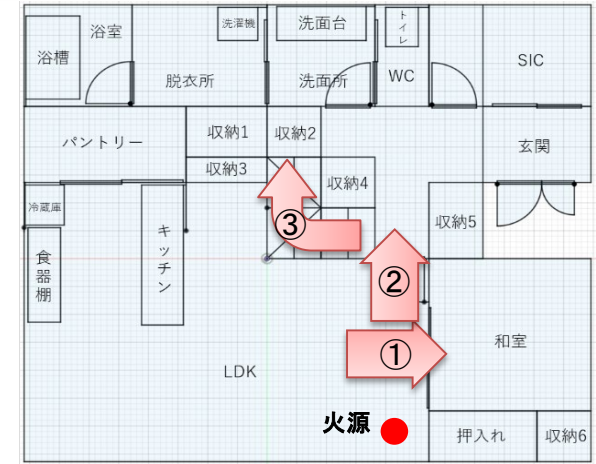 浴室
洗濯機
洗面台
トイレ
浴槽
脱衣所
洗面所
WC
SIC
パントリー
収納1
収納2
玄関
収納3
収納4
冷蔵庫
収納5
食器棚
キッチン
③
②
①
和室
LDK
火源
押入れ
収納6